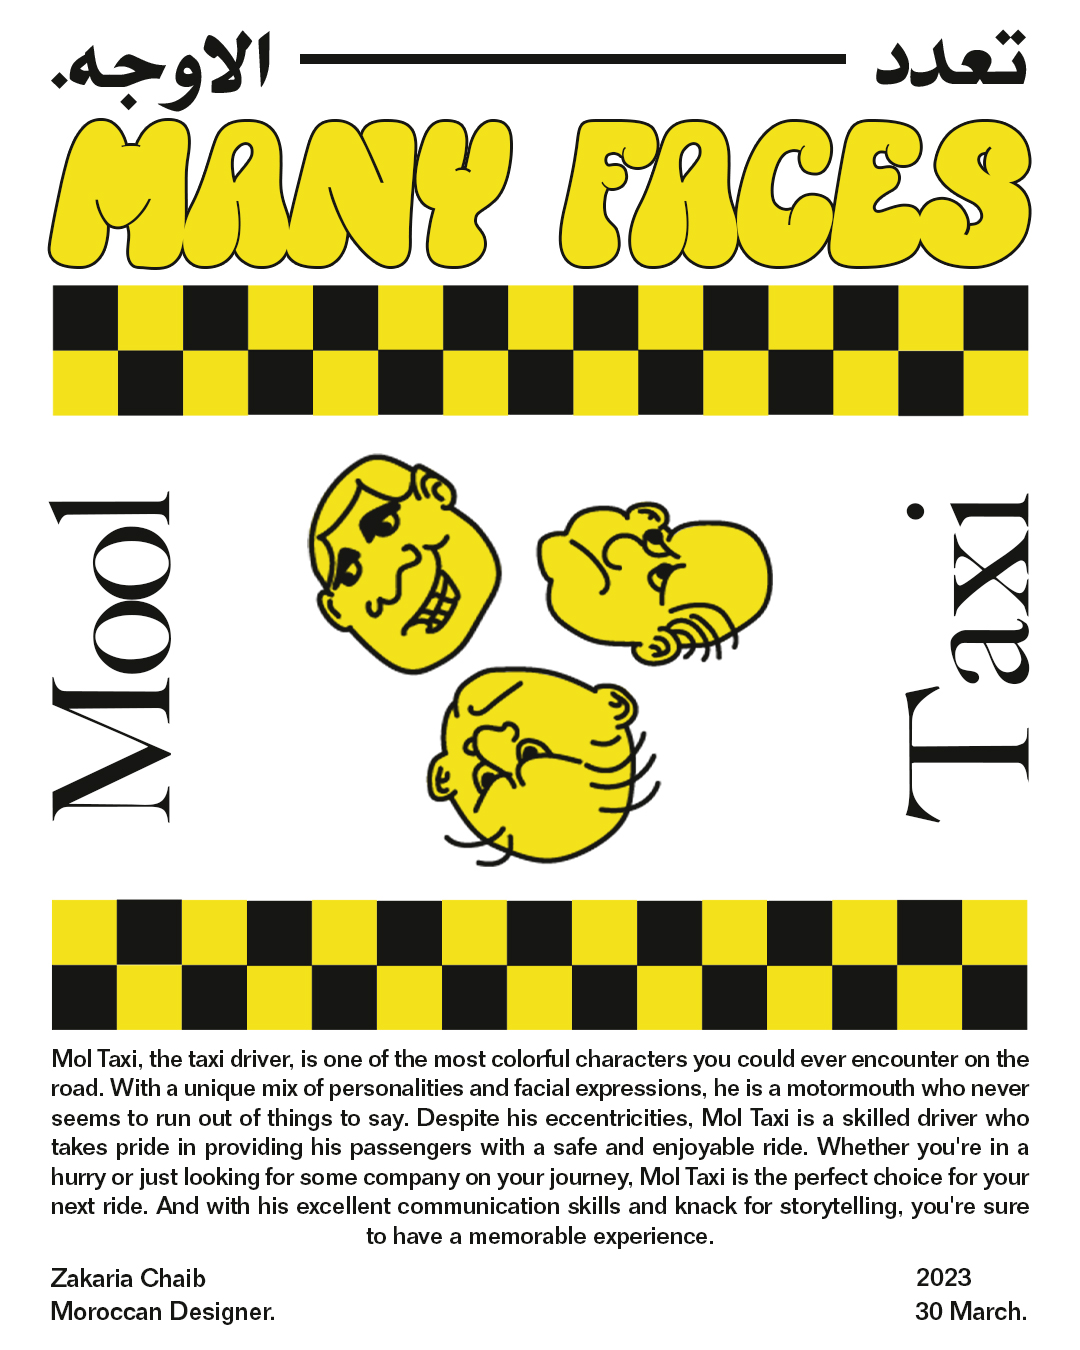 تعدد الاوجه.
MANY FACES
Mool Taxi
Mol Taxi, the taxi driver, is one of the most colorful characters you could ever encounter on the
road. With a unique mix of personalities and facial expressions, he is a motormouth who never
seems to run out of things to say. Despite his eccentricities, Mol Taxi is a skilled driver who
takes pride in providing his passengers with a safe and enjoyable ride. Whether you're in a
hurry or just looking for some company on your journey, Mol Taxi is the perfect choice for your
next ride. And with his excellent communication skills and knack for storytelling, you're sure
to have a memorable experience.
Zakaria Chaib
Moroccan Designer.
2023
30 March.